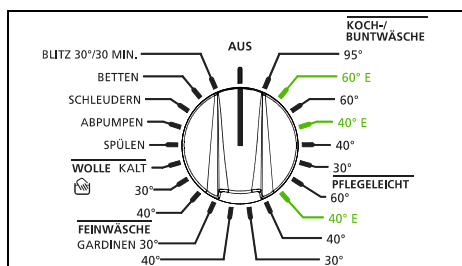 AUS
KOCH-/
BUNTWÄSCHE
95°
60° E
60°
40° E
40°
30°
PFLEGELEICHT
60°
40° E
40°
30°
BLITZ 30°/30 MIN.
BETTEN
SCHLEUDERN
ABPUMPEN
SPÜLEN
WOLLE KALT
30°
40°
FEINWÄSCHE
GARDINEN 30°
40°